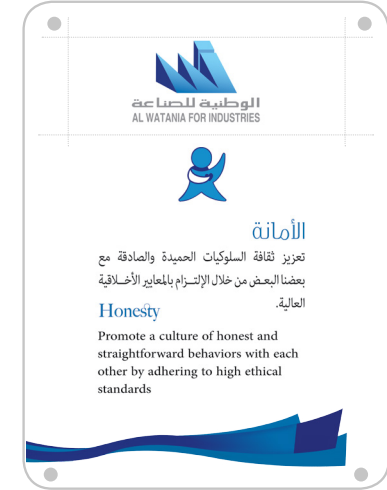 الوطنية للصناعة
AL WATANIA FOR INDUSTRIES
الأمانة
تعزيز ثقافة السلوكيات الحميدة والصادقة مع
بعضنا البعض من خلال الإلتزام بالمعايير الأخلاقية
العالية.
Honesty
Promote a culture of honest and
straightforward behaviors with each
other by adhering to high ethical
standards